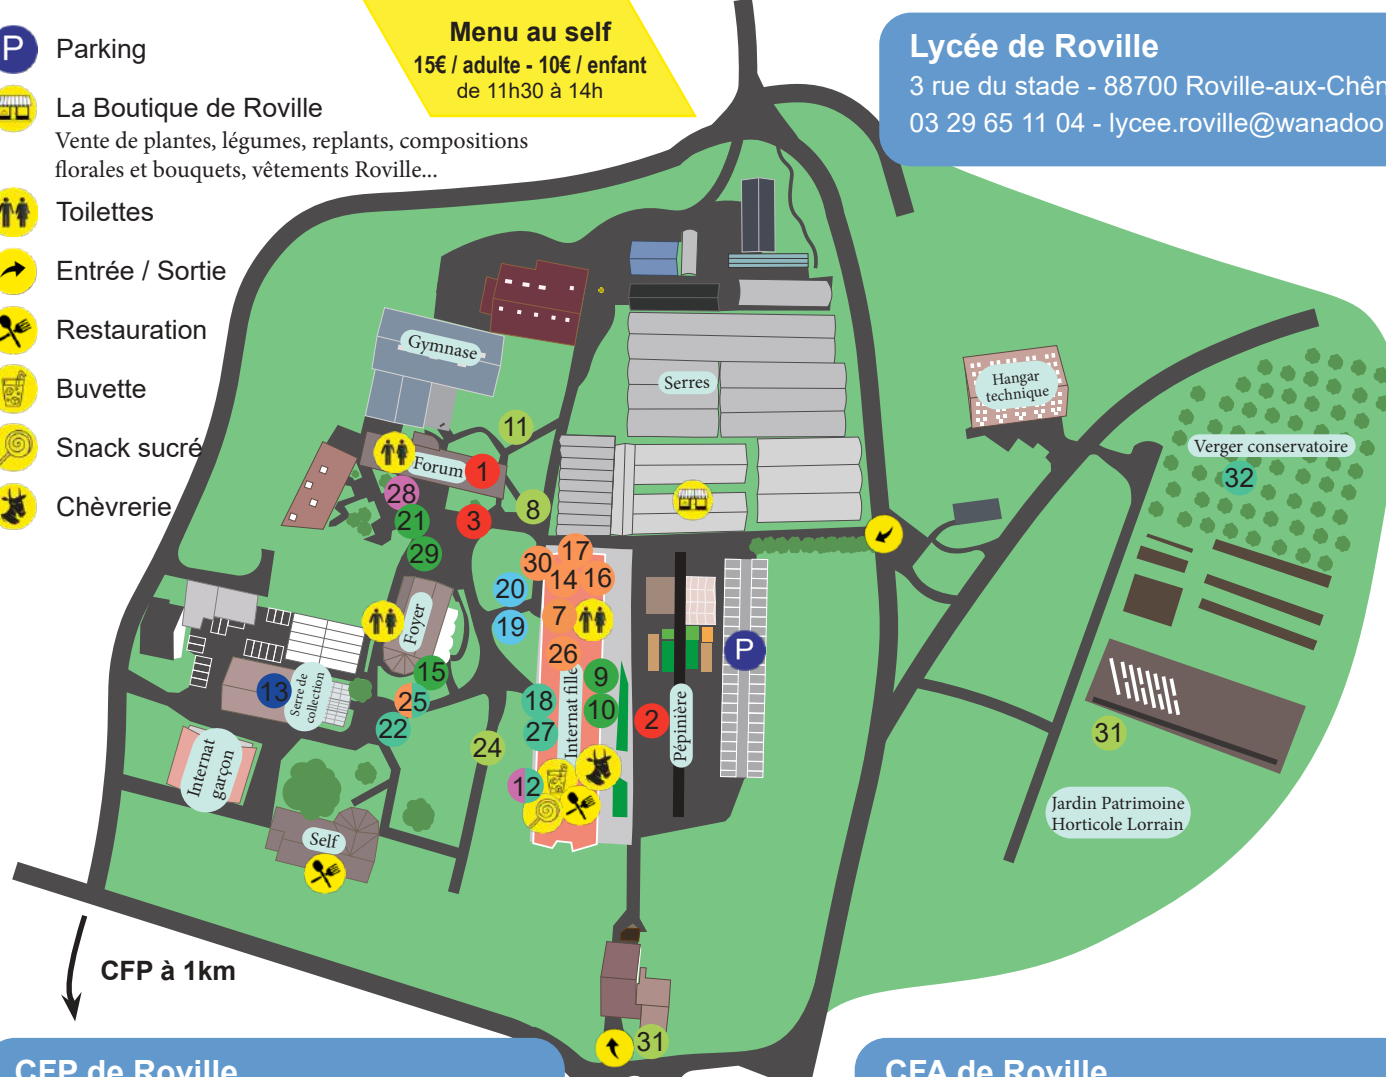 P Parking
La Boutique de Roville
Vente de plantes, légumes, replants, compositions
florales et bouquets, vêtements Roville...
Toilettes
Entrée / Sortie
Restauration
Buvette
Snack sucré
Chèvrerie
Menu au self
15€ / adulte - 10€ / enfant
de 11h30 à 14h
Lycée de Roville
3 rue du stade - 88700 Roville-aux-Chên
03 29 65 11 04 - lycee.roville@wanadoo
Gymnase
Serres
Hangar
technique
Verger conservatoire
32
11
Forum
1
28
8
21
3
29
17
30
14
16
20
7
19
26
Foyer
15
9
18
10
25
27
22
24
12
13
Serre de
collection
Internat fille
2
Pépinière
P
31
Internat
garçon
Jardin Patrimoine
Horticole Lorrain
Self
CFP à 1km
31
CFP de Roville
CFA de Roville